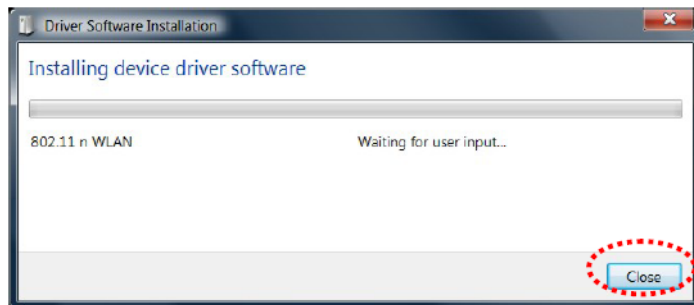 Driver Software Installation
Installing device driver software
802.11 n WLAN Waiting for user input...
Close